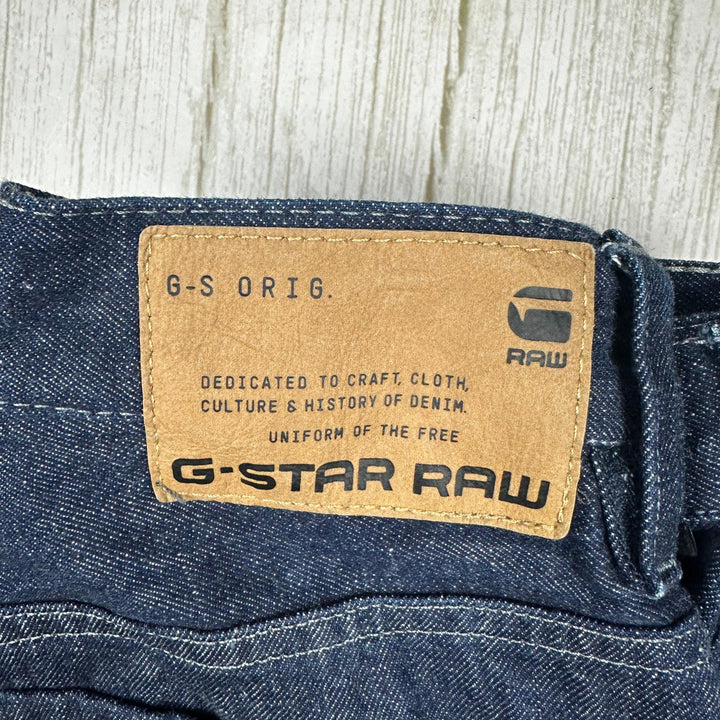 G-S ORIG.
RAW
DEDICATED TO CRAFT, CLOTH,
CULTURE & HISTORY OF DENIM.
UNIFORM OF THE FREE
G-STAR RAW